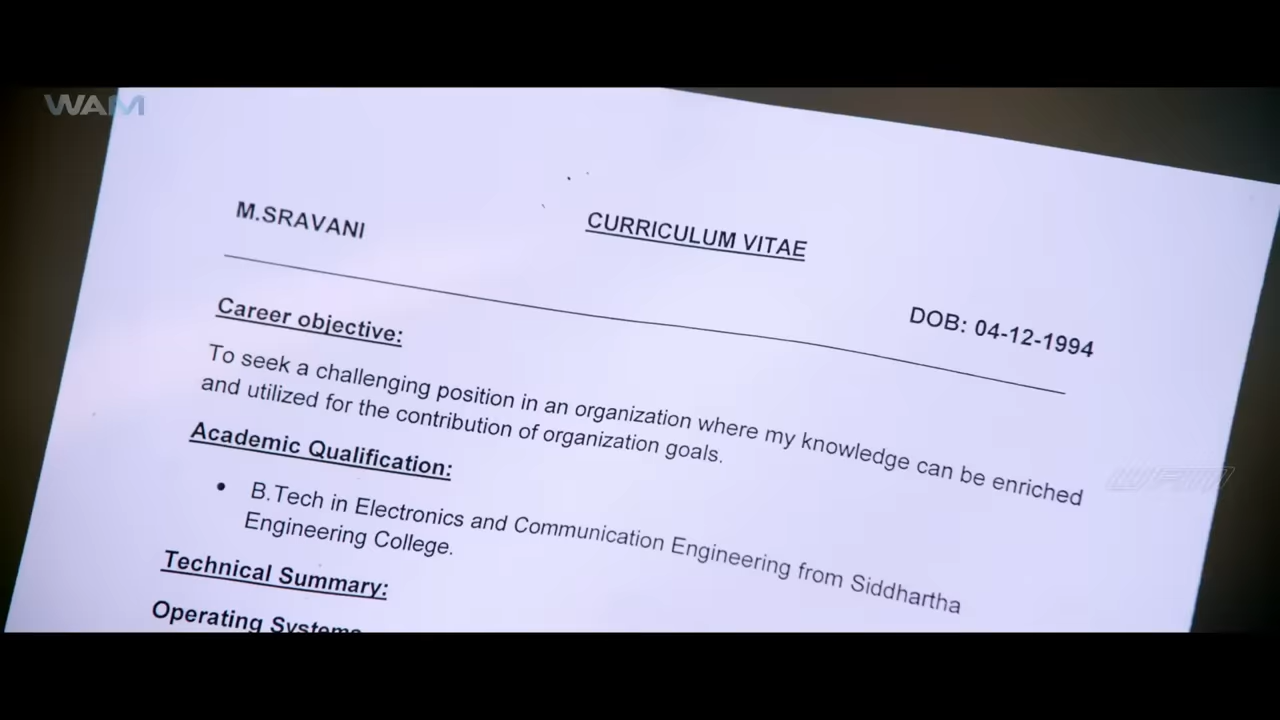 WAM
M.SRAVANI
CURRICULUM VITAE
DOB: 04-12-1994
Career objective:
To seek a challenging position in an organization where my knowledge can be enriched
and utilized for the contribution of organization goals.
Academic Qualification:
• B.Tech in Electronics and Communication Engineering from Siddhartha
Engineering College.
Technical Summary:
Operating Systems